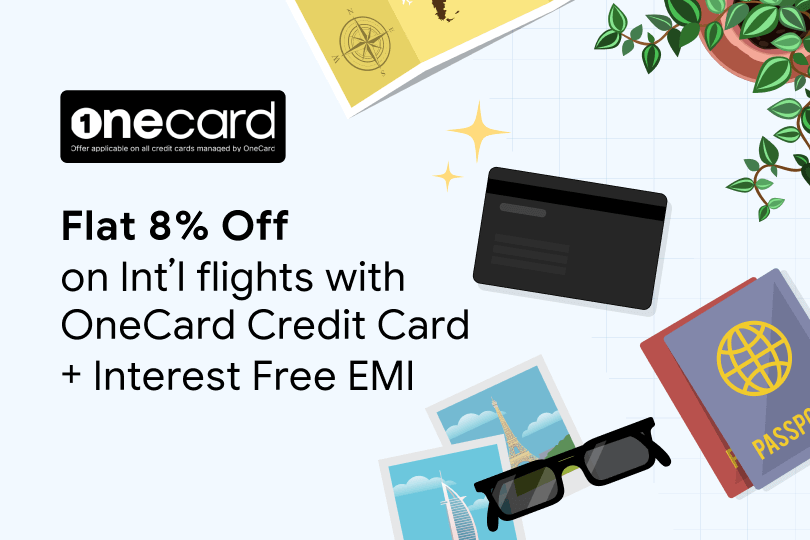 N
E
S
W
1onecard
Offer applicable on all credit cards managed by OneCard
Flat 8% Off
on Int'l flights with
OneCard Credit Card
+ Interest Free EMI
PASSPO